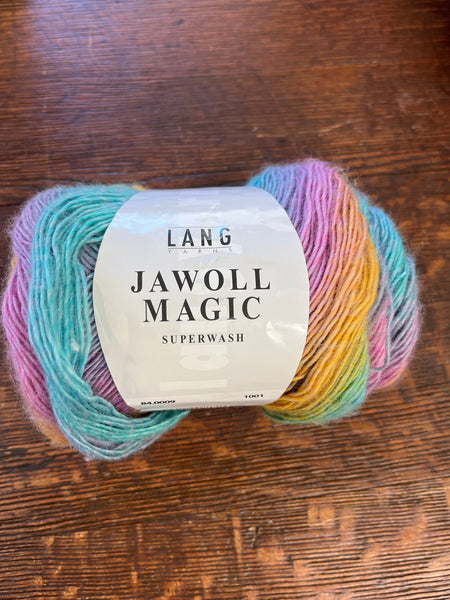 LANG
YARNS
JAWOLL
MAGIC
SUPERWASH
84.0009 1001